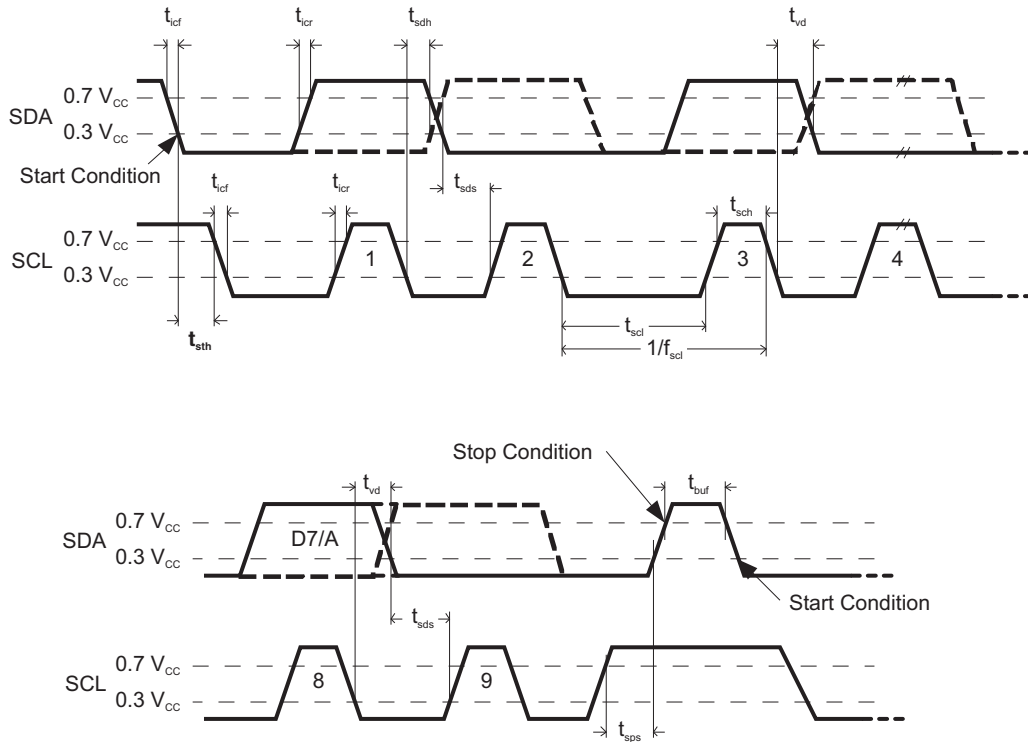 t_icf t_icr t_sdh t_vd
0.7 V_CC
SDA
0.3 V_CC
Start Condition
t_icf t_icr t_sds t_sch
0.7 V_CC
SCL
0.3 V_CC
1 2 3 4
t_sth
t_scl
1/f_scl
Stop Condition
t_vd t_buf
0.7 V_CC
SDA
D7/A
0.3 V_CC
Start Condition
t_sds
0.7 V_CC
SCL
0.3 V_CC
8 9
t_sps